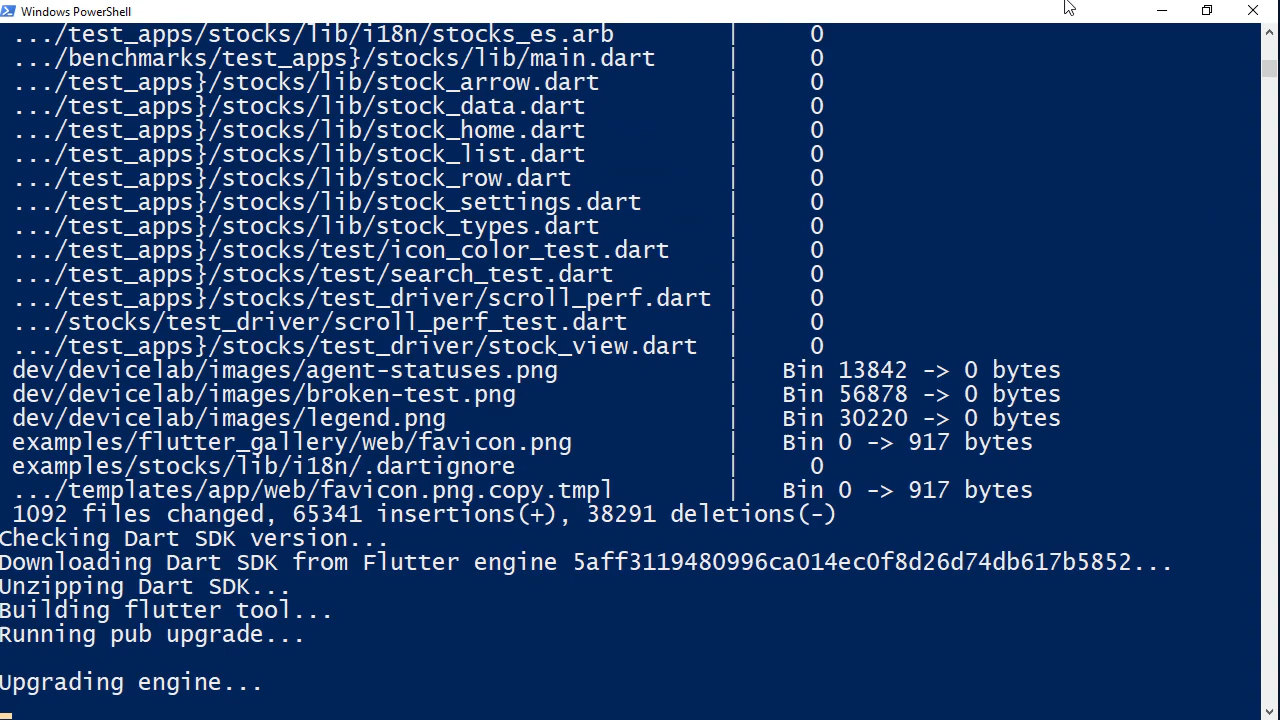 Windows PowerShell
.../test_apps/stocks/lib/i18n/stocks_es.arb | 0
.../benchmarks/test_apps}/stocks/lib/main.dart | 0
.../test_apps}/stocks/lib/stock_arrow.dart | 0
.../test_apps}/stocks/lib/stock_data.dart | 0
.../test_apps}/stocks/lib/stock_home.dart | 0
.../test_apps}/stocks/lib/stock_list.dart | 0
.../test_apps}/stocks/lib/stock_row.dart | 0
.../test_apps}/stocks/lib/stock_settings.dart | 0
.../test_apps}/stocks/lib/stock_types.dart | 0
.../test_apps}/stocks/test/icon_color_test.dart | 0
.../test_apps}/stocks/test/search_test.dart | 0
.../test_apps}/stocks/test_driver/scroll_perf.dart | 0
.../stocks/test_driver/scroll_perf_test.dart | 0
.../test_apps}/stocks/test_driver/stock_view.dart | 0
dev/devicelab/images/agent-statuses.png | Bin 13842 -> 0 bytes
dev/devicelab/images/broken-test.png | Bin 56878 -> 0 bytes
dev/devicelab/images/legend.png | Bin 30220 -> 0 bytes
examples/flutter_gallery/web/favicon.png | Bin 0 -> 917 bytes
examples/stocks/lib/i18n/.dartignore | 0
.../templates/app/web/favicon.png.copy.tmpl | Bin 0 -> 917 bytes
1092 files changed, 65341 insertions(+), 38291 deletions(-)
Checking Dart SDK version...
Downloading Dart SDK from Flutter engine 5aff3119480996ca014ec0f8d26d74db617b5852...
Unzipping Dart SDK...
Building flutter tool...
Running pub upgrade...
Upgrading engine...